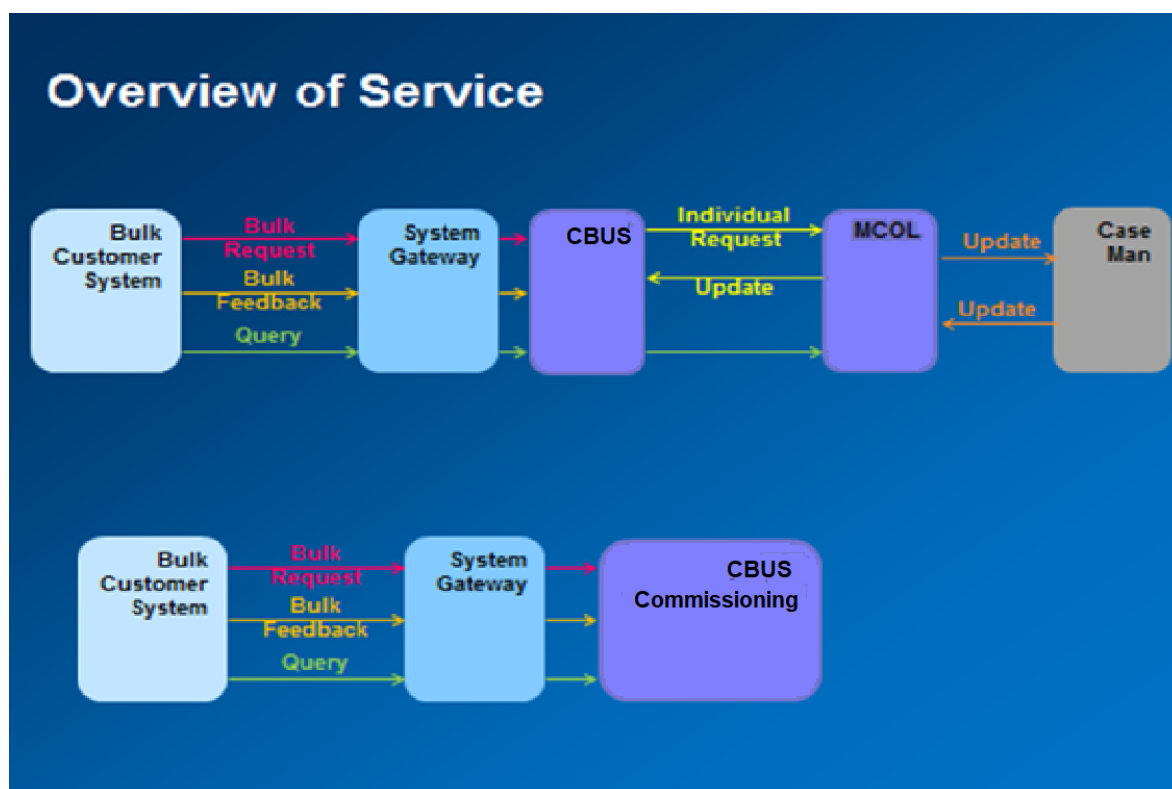 Overview of Service
Bulk
Customer
System
Bulk
Request
Bulk
Feedback
Query
System
Gateway
CBUS
Individual
Request
Update
MCOL
Update
Update
Case
Man
Bulk
Customer
System
Bulk
Request
Bulk
Feedback
Query
System
Gateway
CBUS
Commissioning